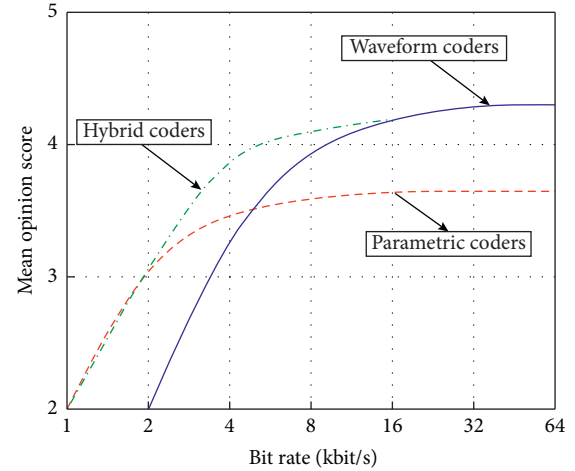 5
Waveform coders
4
Hybrid coders
Mean opinion score
Parametric coders
3
2
1 2 4 8 16 32 64
Bit rate (kbit/s)